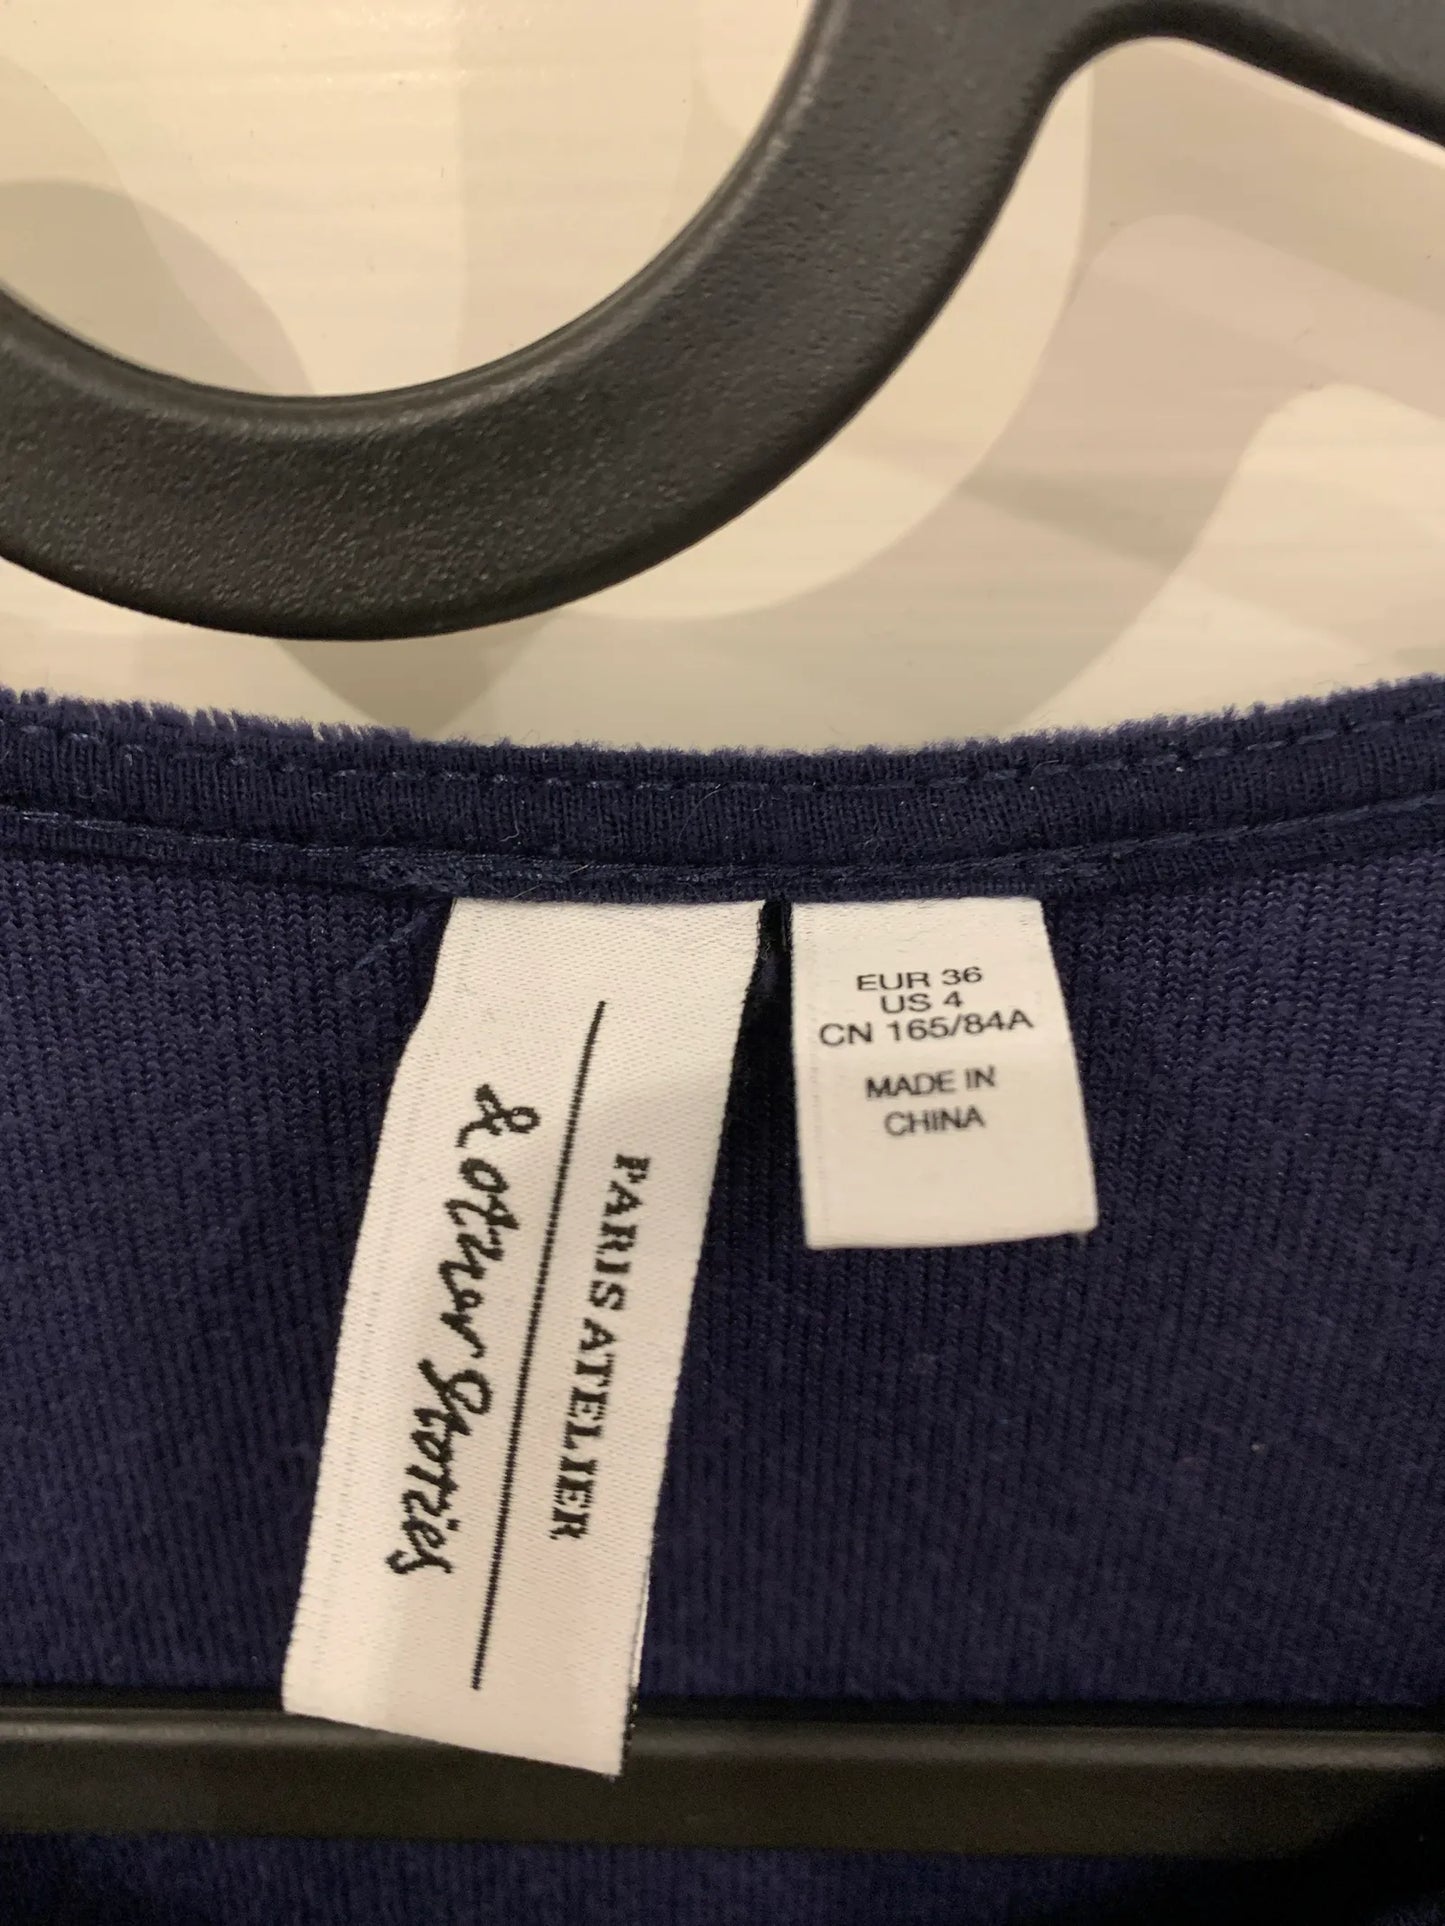 & other Stories
PARIS ATELIER
EUR 36
US 4
CN 165/84A
MADE IN
CHINA